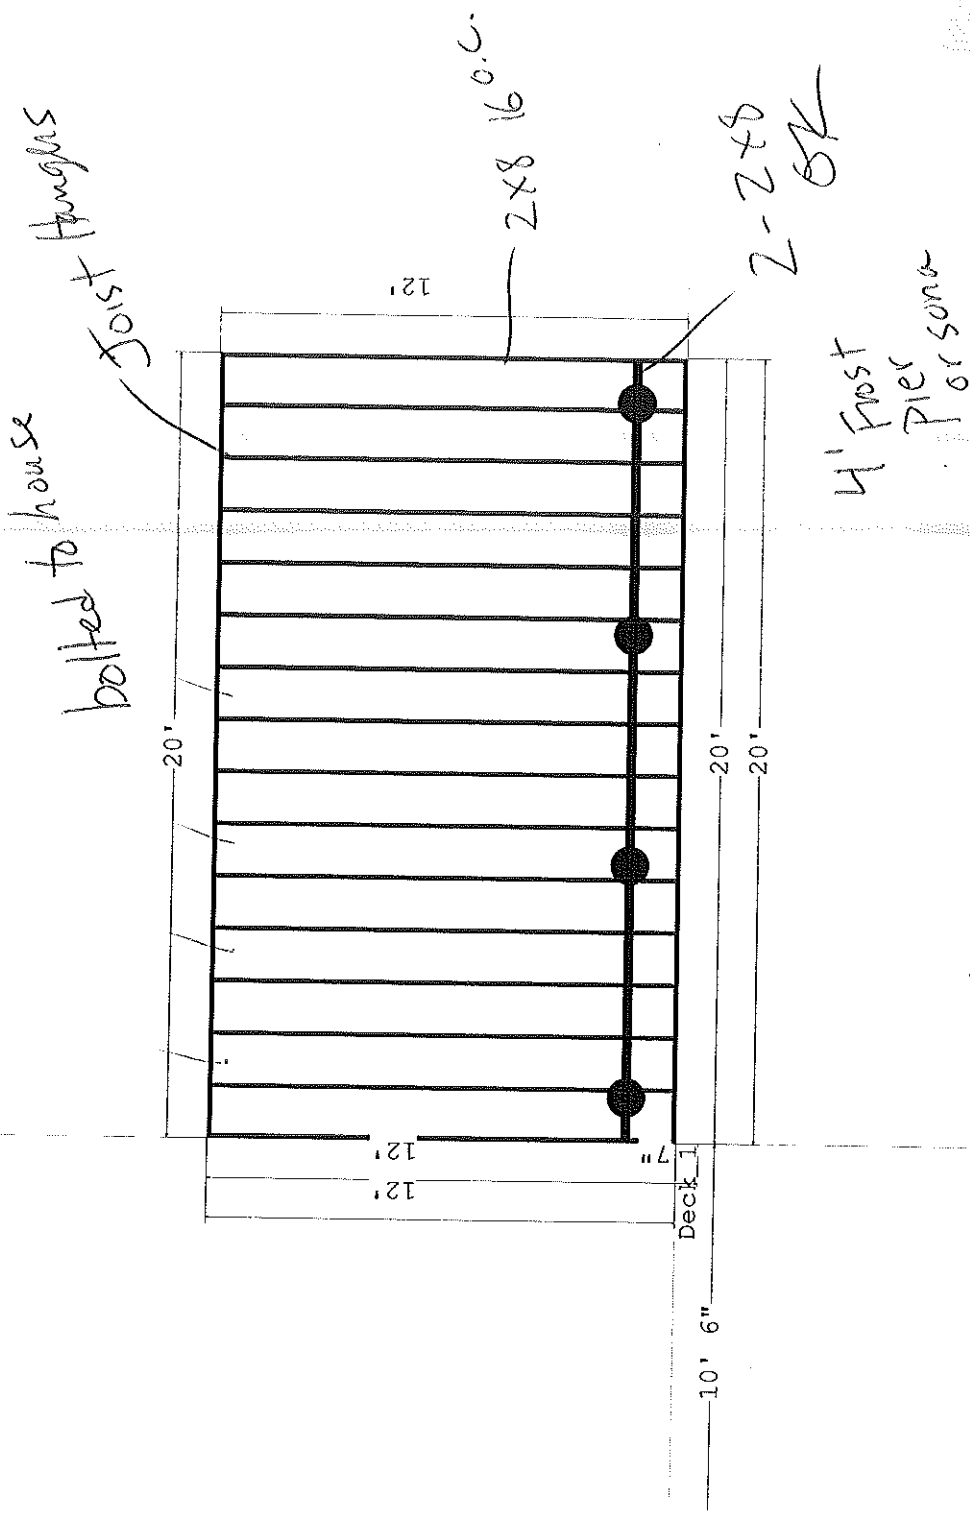 bolted to house
Joist Hangers
20'
12'
2x8 16 o.c.
2-2x8
OK
12'
12'
7"
Deck_1
20'
20'
10' 6"
4' Frost
Pier
or sona